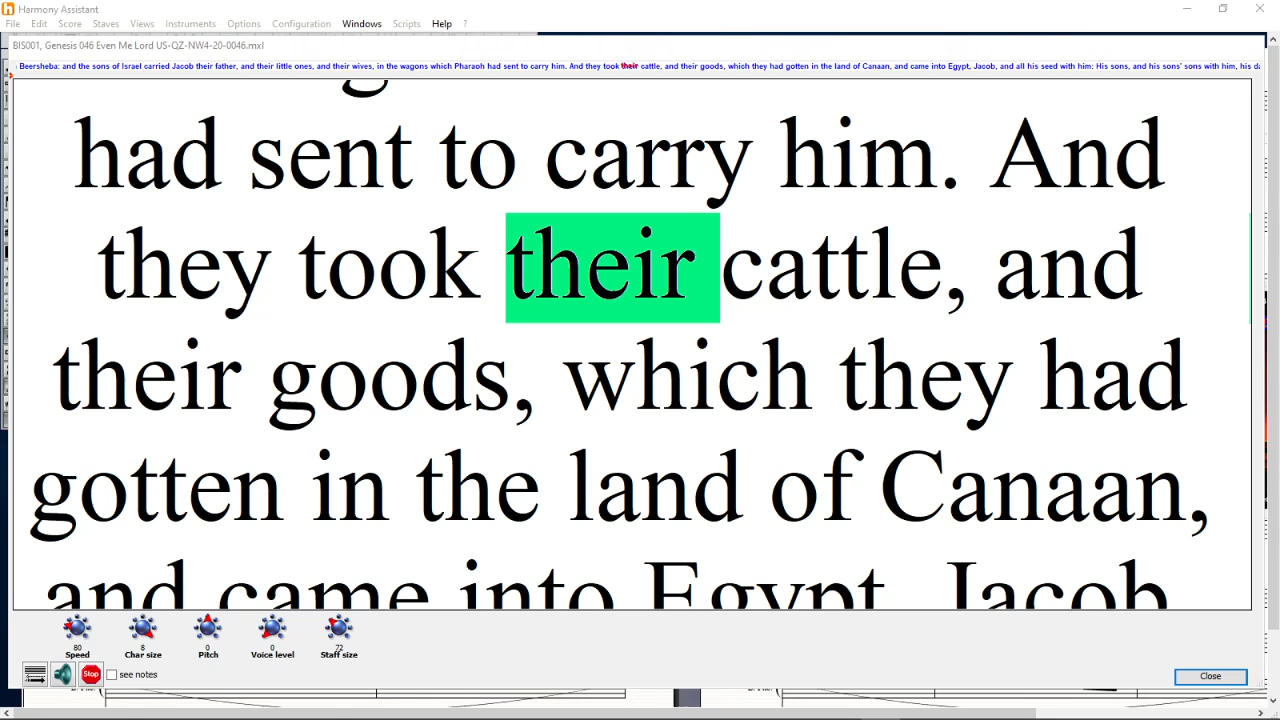 Harmony Assistant
File Edit Score Staves Views Instruments Options Configuration Windows Scripts Help ?
BIS001, Genesis 046 Even Me Lord US-QZ-NW4-20-0046.mxl
Beersheba: and the sons of Israel carried Jacob their father, and their little ones, and their wives, in the wagons which Pharaoh had sent to carry him. And they took their cattle, and their goods, which they had gotten in the land of Canaan, and came into Egypt, Jacob, and all his seed with him: His sons, and his sons' sons with him, his
had sent to carry him. And
they took their cattle, and
their goods, which they had
gotten in the land of Canaan,
and came into Egypt, Jacob
80 8 0 0 72
Speed Char size Pitch Voice level Staff size
Stop see notes Close